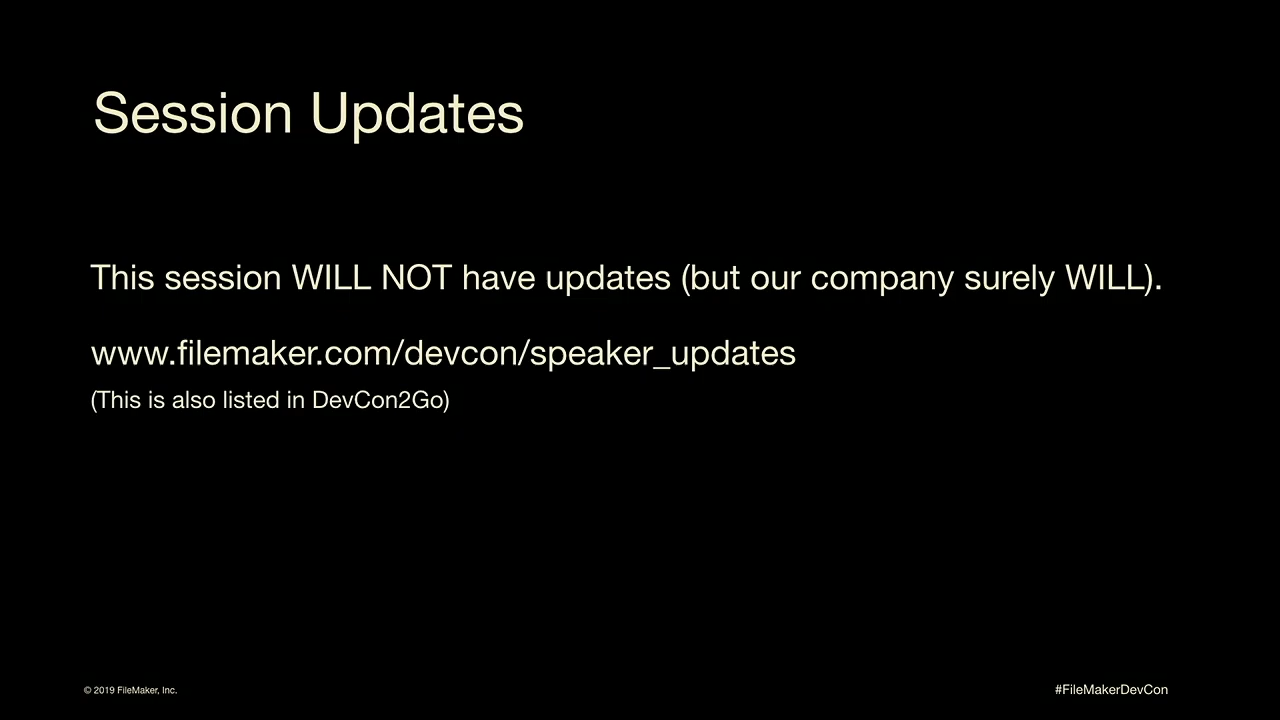 Session Updates
This session WILL NOT have updates (but our company surely WILL).
www.filemaker.com/devcon/speaker_updates
(This is also listed in DevCon2Go)
© 2019 FileMaker, Inc.
#FileMakerDevCon